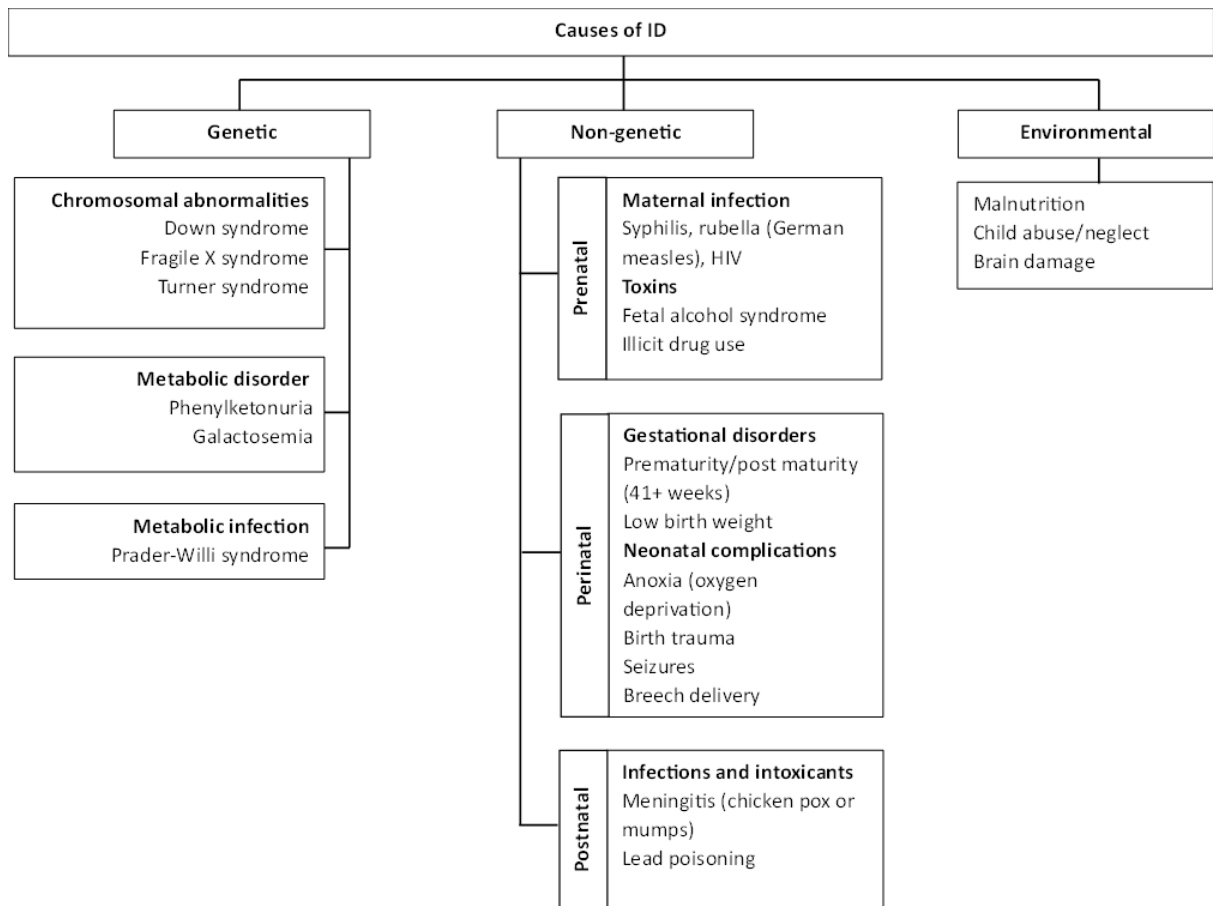 Causes of ID
Genetic
Chromosomal abnormalities
Down syndrome
Fragile X syndrome
Turner syndrome
Metabolic disorder
Phenylketonuria
Galactosemia
Metabolic infection
Prader-Willi syndrome
Non-genetic
Prenatal
Maternal infection
Syphilis, rubella (German
measles), HIV
Toxins
Fetal alcohol syndrome
Illicit drug use
Perinatal
Gestational disorders
Prematurity/post maturity
(41+ weeks)
Low birth weight
Neonatal complications
Anoxia (oxygen
deprivation)
Birth trauma
Seizures
Breech delivery
Postnatal
Infections and intoxicants
Meningitis (chicken pox or
mumps)
Lead poisoning
Environmental
Malnutrition
Child abuse/neglect
Brain damage